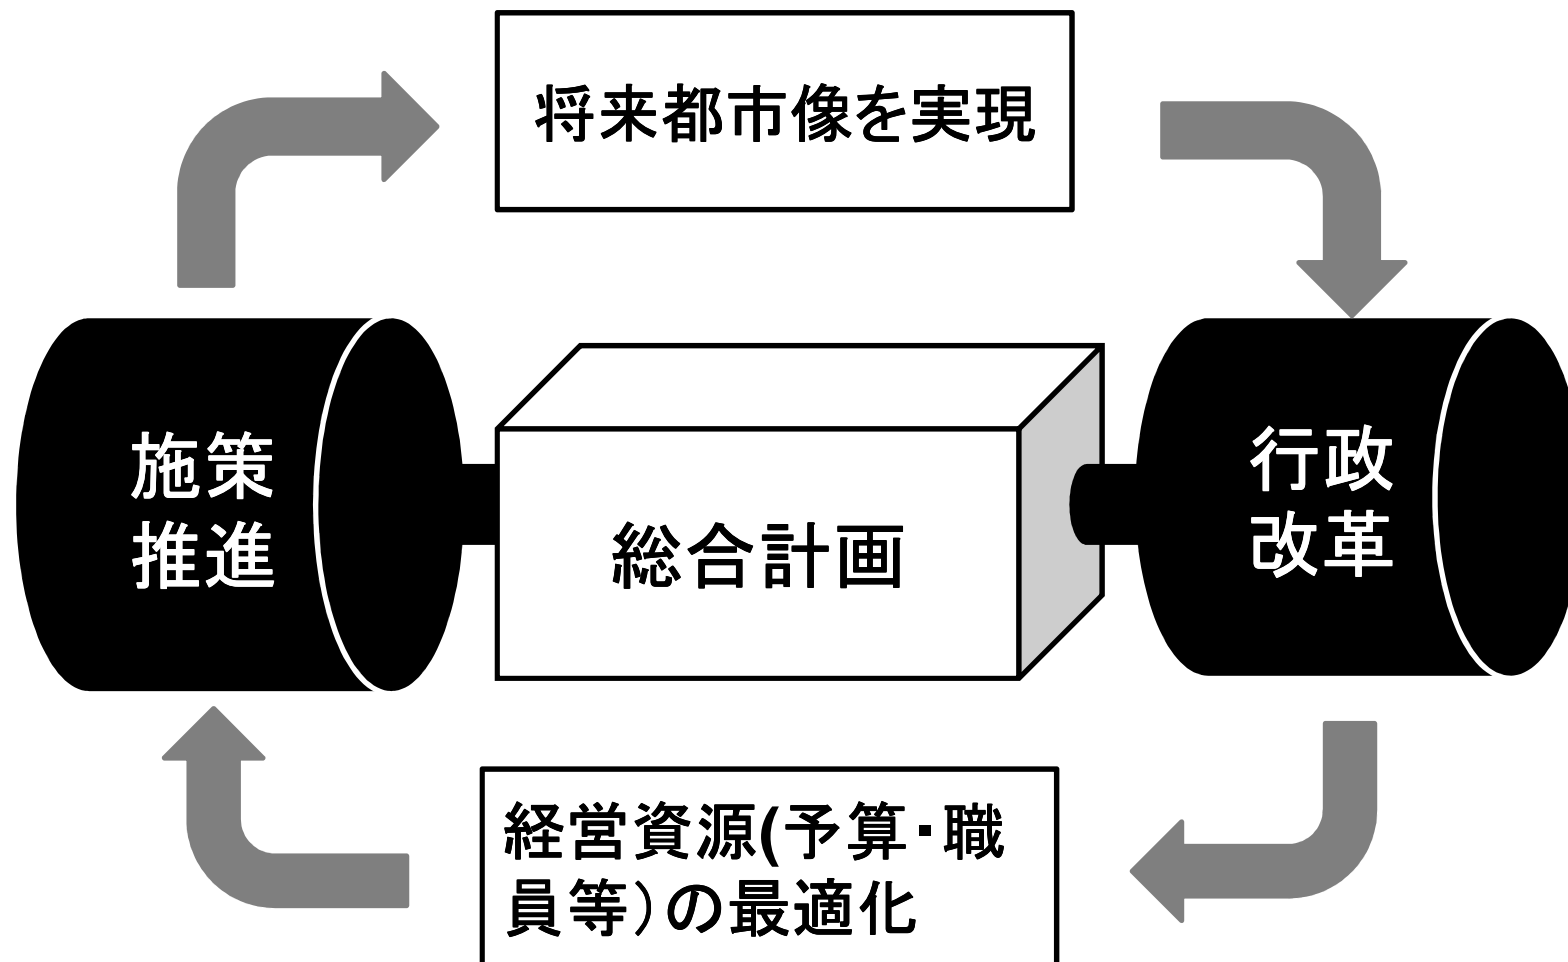 将来都市像を実現
施策
推進
総合計画
行政
改革
経営資源(予算・職
員等）の最適化